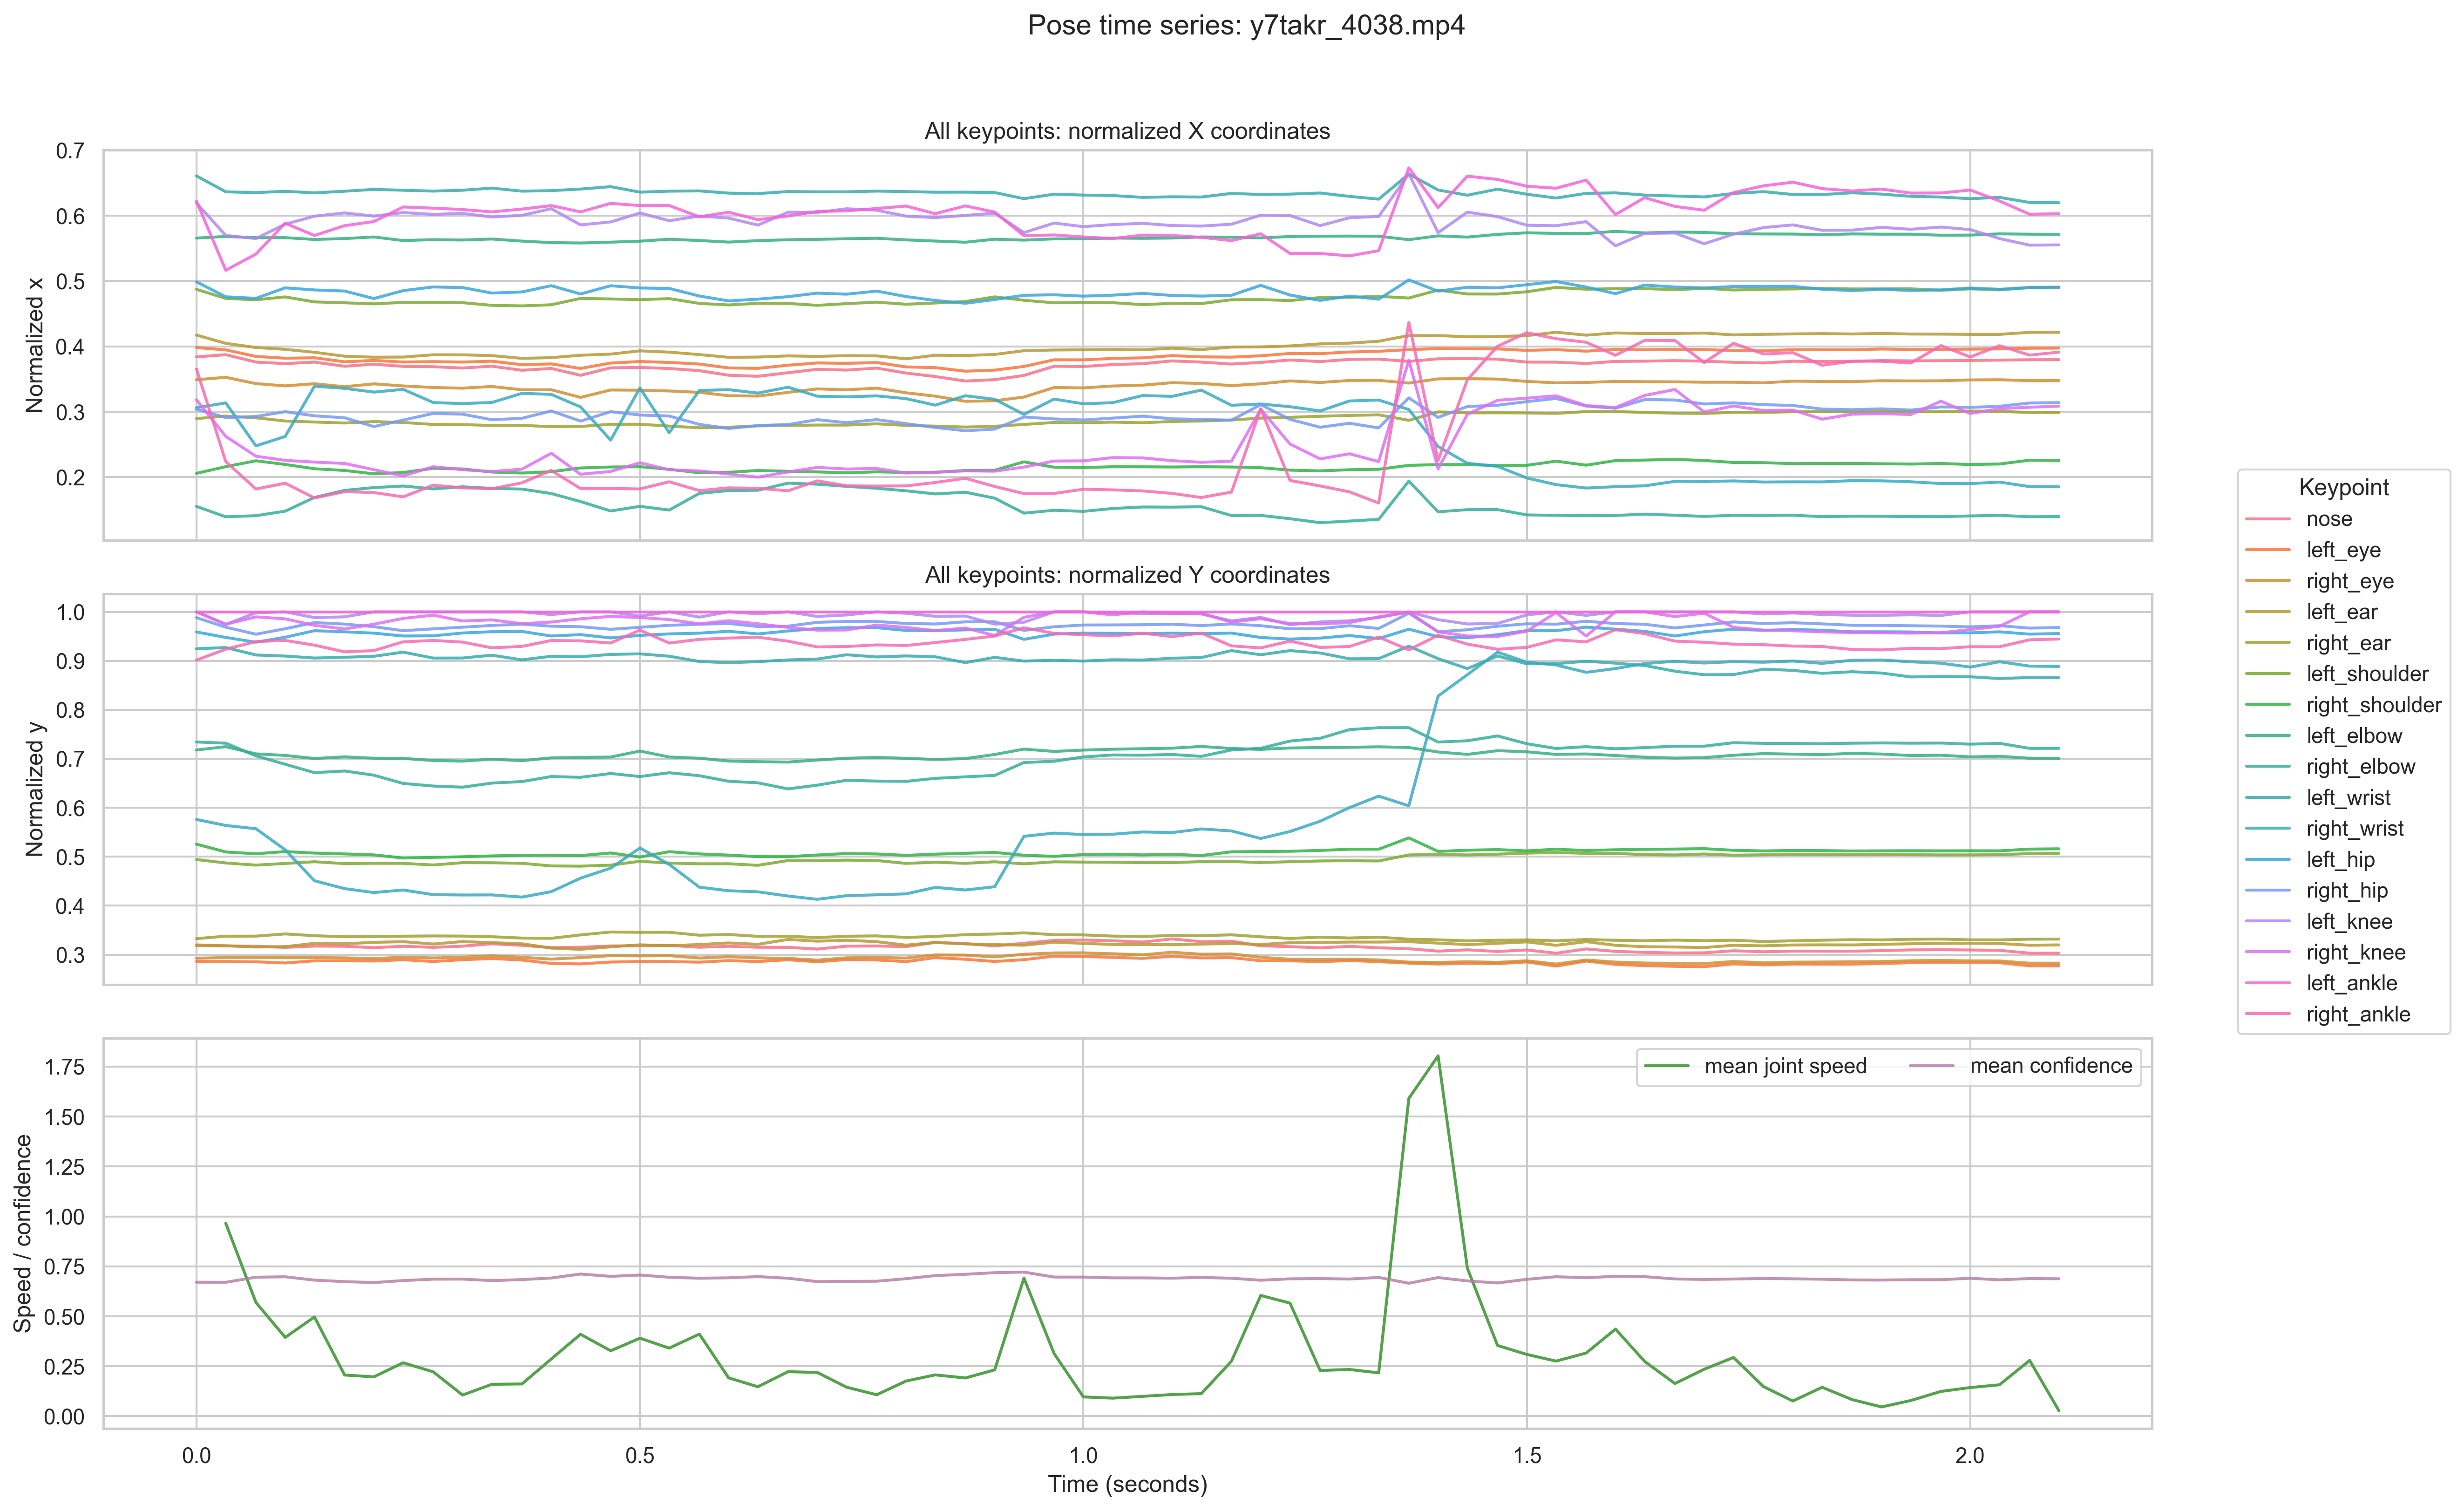 Pose time series: y7takr_4038.mp4
All keypoints: normalized X coordinates
0.7
0.6
0.5
0.4
0.3
0.2
Normalized x
All keypoints: normalized Y coordinates
1.0
0.9
0.8
0.7
0.6
0.5
0.4
0.3
Normalized y
Keypoint
nose
left_eye
right_eye
left_ear
right_ear
left_shoulder
right_shoulder
left_elbow
right_elbow
left_wrist
right_wrist
left_hip
right_hip
left_knee
right_knee
left_ankle
right_ankle
mean joint speed
mean confidence
1.75
1.50
1.25
1.00
0.75
0.50
0.25
0.00
Speed / confidence
0.0
0.5
1.0
1.5
2.0
Time (seconds)